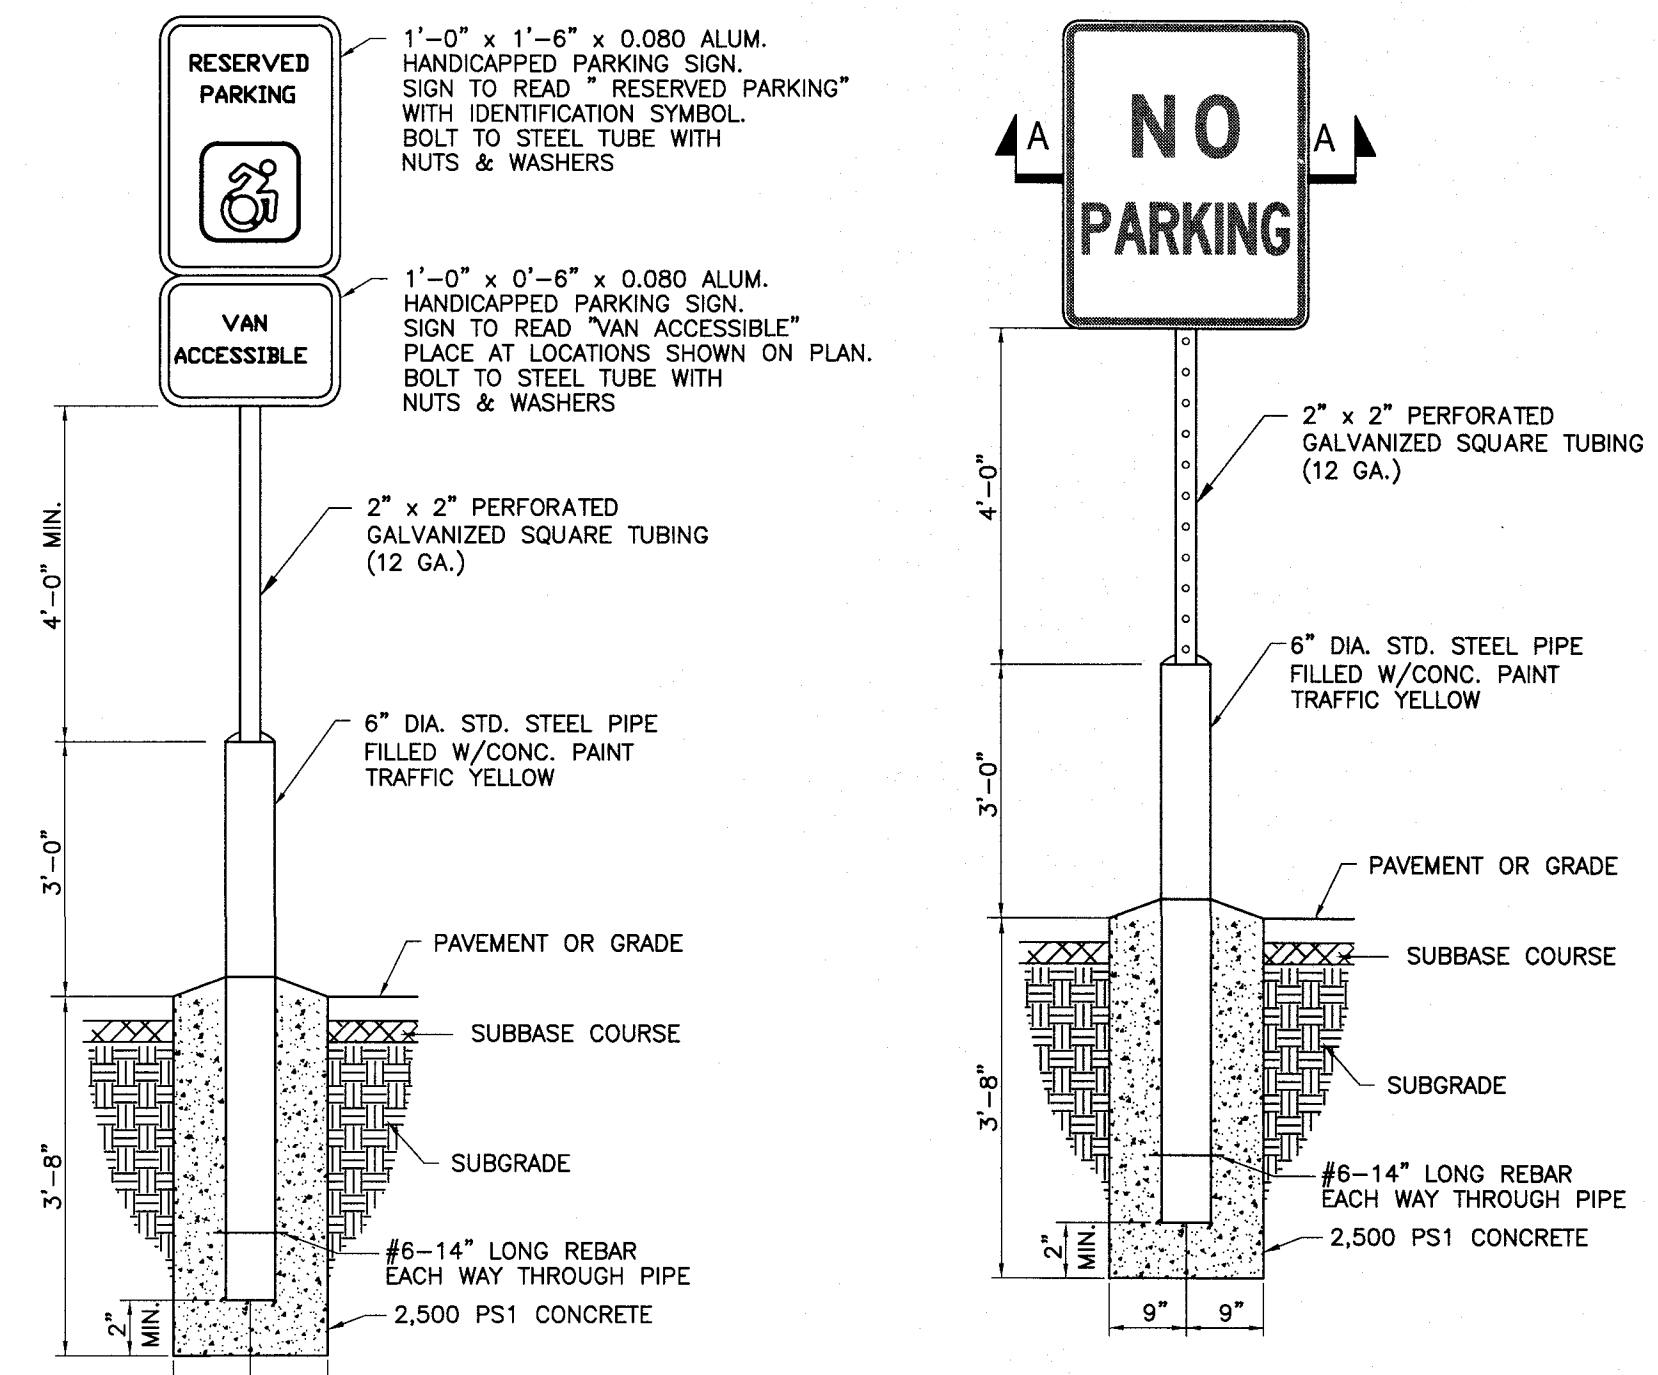 RESERVED
PARKING
1'-0" x 1'-6" x 0.080 ALUM.
HANDICAPPED PARKING SIGN.
SIGN TO READ " RESERVED PARKING"
WITH IDENTIFICATION SYMBOL.
BOLT TO STEEL TUBE WITH
NUTS & WASHERS
VAN
ACCESSIBLE
1'-0" x 0'-6" x 0.080 ALUM.
HANDICAPPED PARKING SIGN.
SIGN TO READ "VAN ACCESSIBLE"
PLACE AT LOCATIONS SHOWN ON PLAN.
BOLT TO STEEL TUBE WITH
NUTS & WASHERS
4'-0" MIN.
2" x 2" PERFORATED
GALVANIZED SQUARE TUBING
(12 GA.)
6" DIA. STD. STEEL PIPE
FILLED W/CONC. PAINT
TRAFFIC YELLOW
3'-0"
PAVEMENT OR GRADE
SUBBASE COURSE
SUBGRADE
3'-8"
#6-14" LONG REBAR
EACH WAY THROUGH PIPE
2,500 PS1 CONCRETE
2"
MIN.
A
A
NO
PARKING
4'-0"
2" x 2" PERFORATED
GALVANIZED SQUARE TUBING
(12 GA.)
6" DIA. STD. STEEL PIPE
FILLED W/CONC. PAINT
TRAFFIC YELLOW
3'-0"
PAVEMENT OR GRADE
SUBBASE COURSE
SUBGRADE
3'-8"
#6-14" LONG REBAR
EACH WAY THROUGH PIPE
2,500 PS1 CONCRETE
2"
MIN.
9"
9"